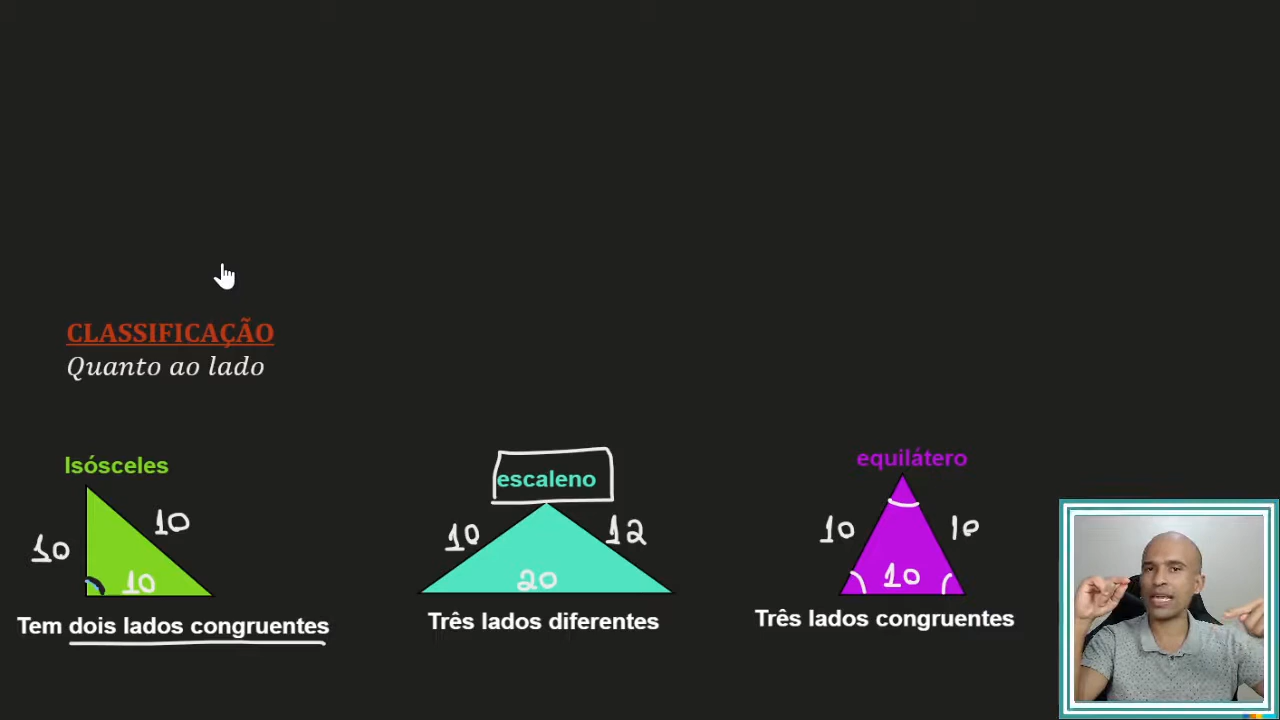 CLASSIFICAÇÃO
Quanto ao lado
Isósceles
escaleno
equilátero
10
10
10
10
12
20
10
10
10
Tem dois lados congruentes
Três lados diferentes
Três lados congruentes